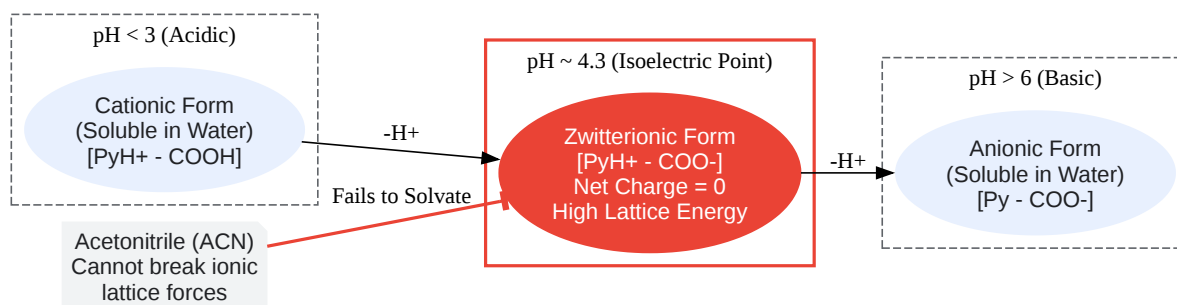 pH < 3 (Acidic)
Cationic Form
(Soluble in Water)
[PyH+ - COOH]
-H+
Fails to Solvate
Acetonitrile (ACN)
Cannot break ionic
lattice forces
pH ~ 4.3 (Isoelectric Point)
Zwitterionic Form
[PyH+ - COO-]
Net Charge = 0
High Lattice Energy
-H+
pH > 6 (Basic)
Anionic Form
(Soluble in Water)
[Py - COO-]